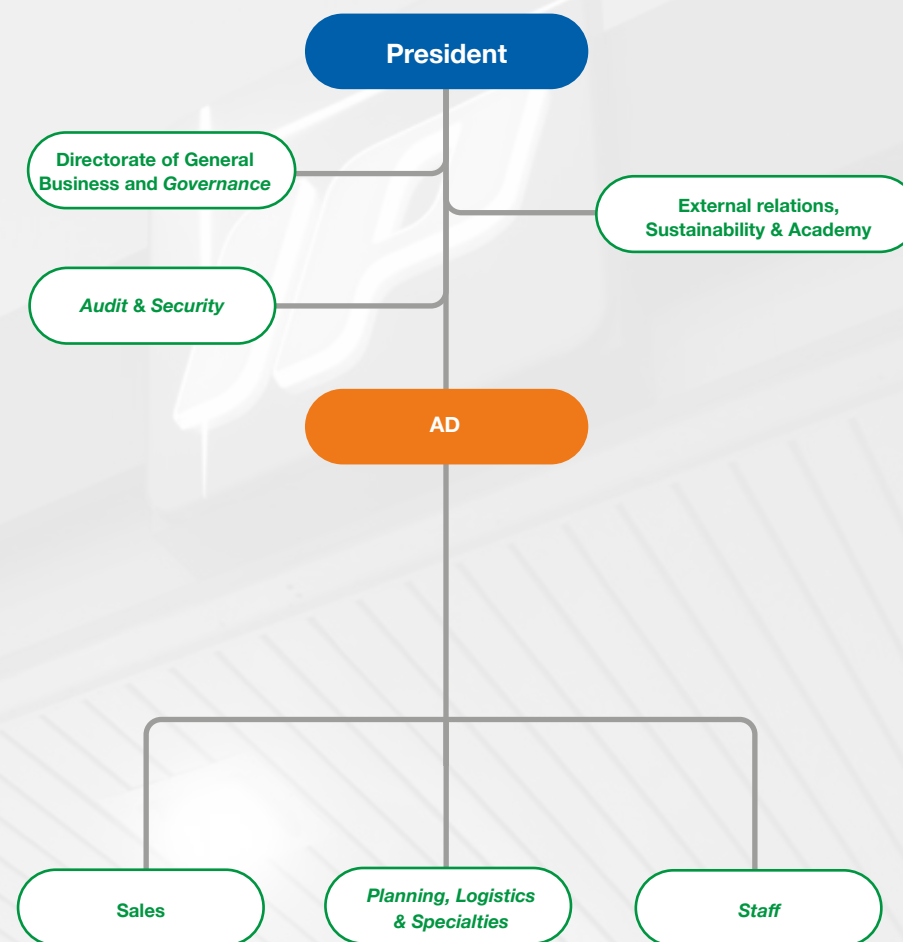 President
Directorate of General
Business and Governance
External relations,
Sustainability & Academy
Audit & Security
AD
Sales
Planning, Logistics
& Specialties
Staff